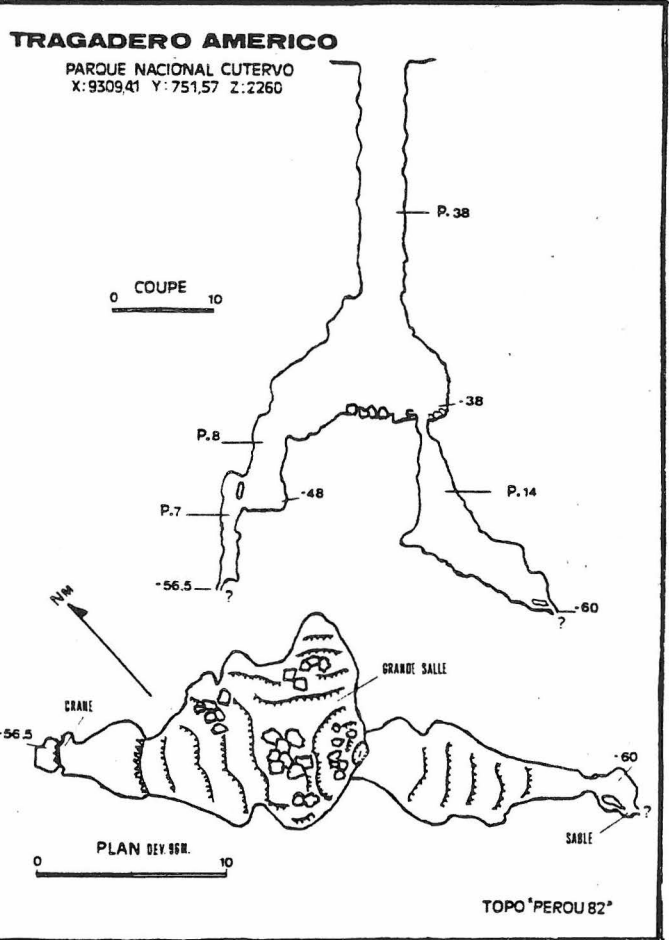 TRAGADERO AMERICO
PARQUE NACIONAL CUTERVO
X:9309,41 Y:751,57 Z:2260
P.38
COUPE
0 10
-38
P.8
-48
P.14
P.7
-56.5
?
-60
?
NM
GRANDE SALLE
CRANE
-56.5
-60
?
SABLE
PLAN DEV. 96M.
0 10
TOPO "PEROU 82"